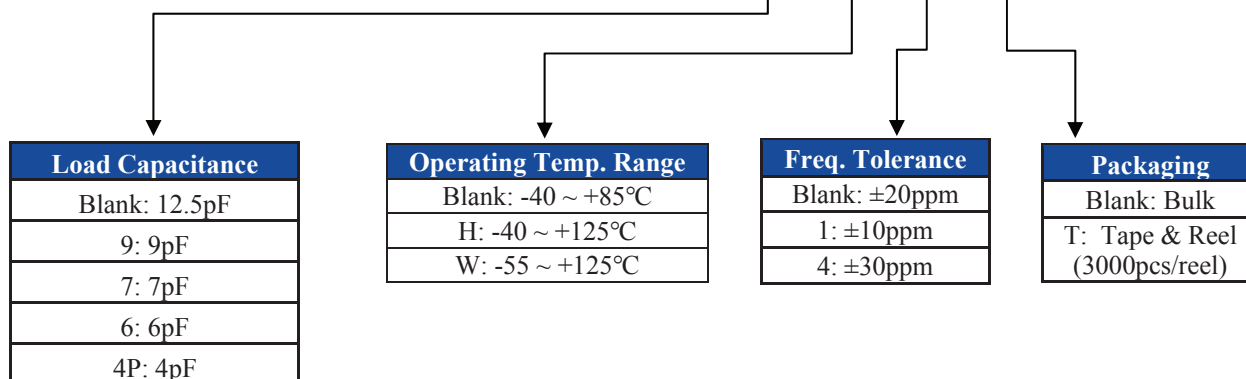 Load Capacitance
Blank: 12.5pF
9: 9pF
7: 7pF
6: 6pF
4P: 4pF
Operating Temp. Range
Blank: -40 ~ +85℃
H: -40 ~ +125℃
W: -55 ~ +125℃
Freq. Tolerance
Blank: ±20ppm
1: ±10ppm
4: ±30ppm
Packaging
Blank: Bulk
T: Tape & Reel
(3000pcs/reel)